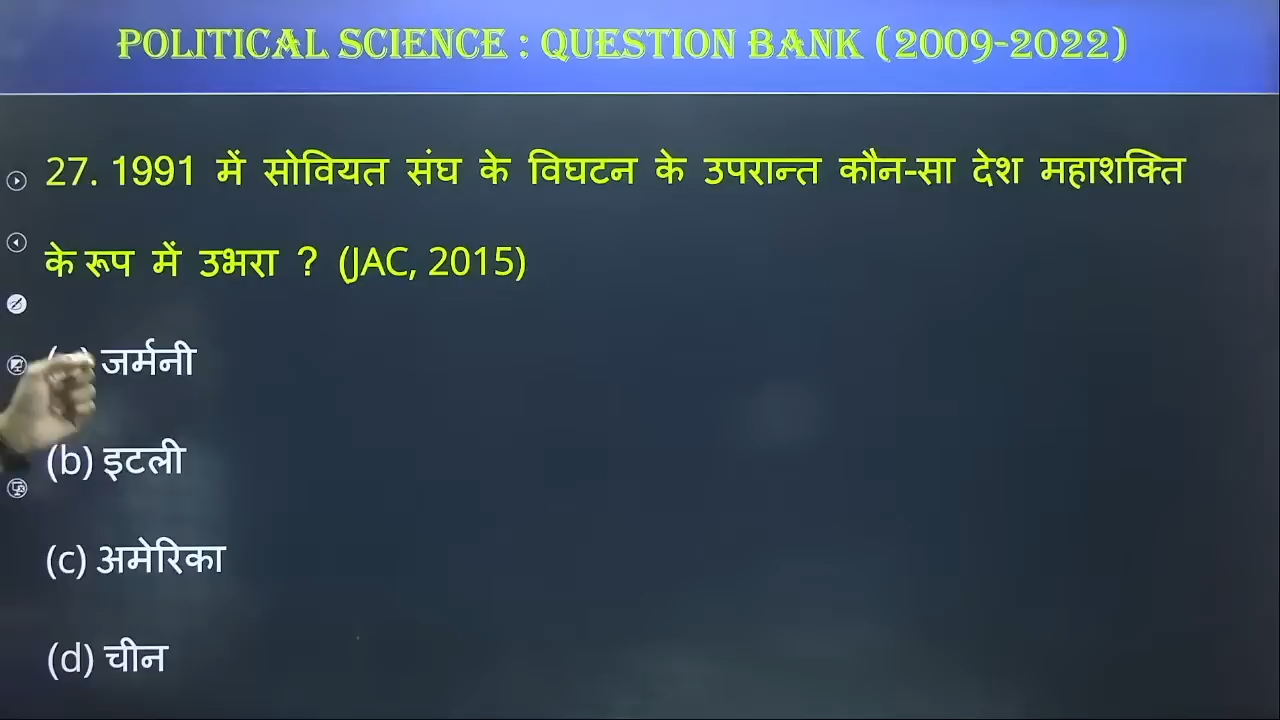 POLITICAL SCIENCE : QUESTION BANK (2009-2022)
27. 1991 में सोवियत संघ के विघटन के उपरान्त कौन-सा देश महाशक्ति
के रूप में उभरा ? (JAC, 2015)
जर्मनी
(b) इटली
(c) अमेरिका
(d) चीन